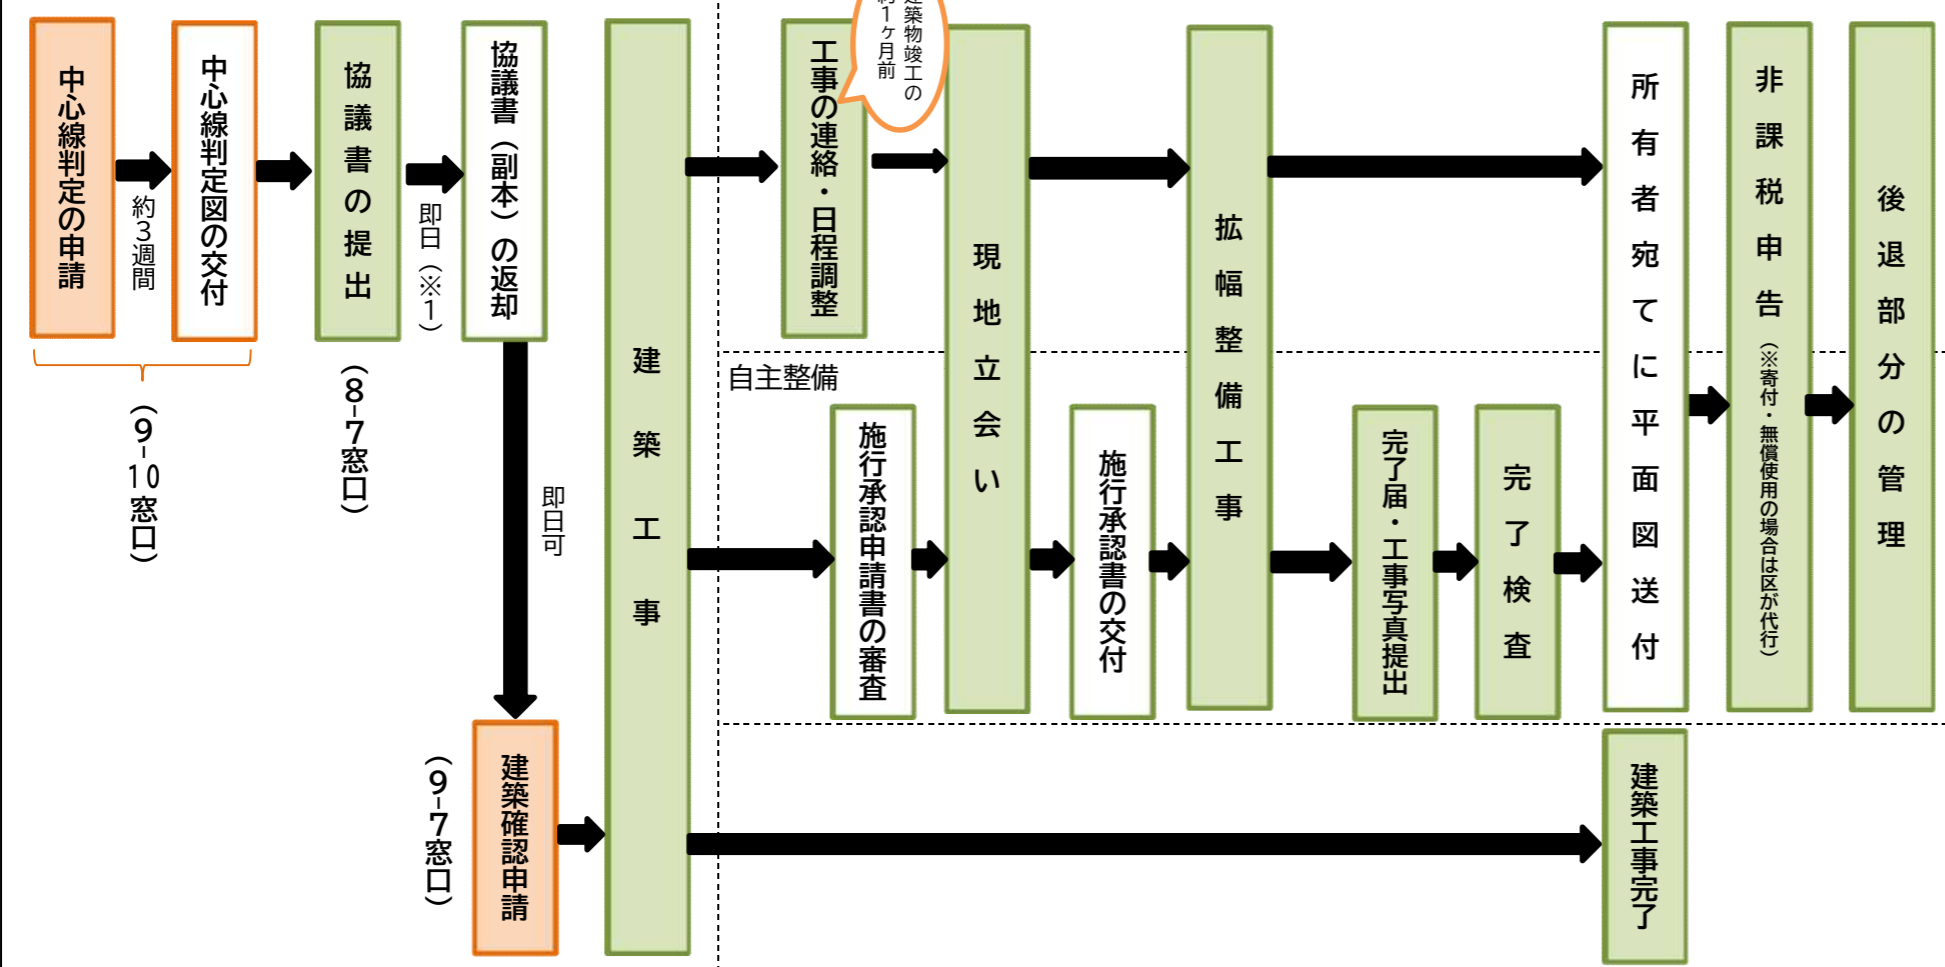 中心線判定の申請
約３週間
中心線判定図の交付
（９-１０窓口）
協議書の提出
（８-７窓口）
即日（※１）
協議書（副本）の返却
即日可
建築確認申請
（９-７窓口）
建築工事
工事の連絡・日程調整
建築物竣工の
約１ヶ月前
自主整備
施行承認申請書の審査
現地立会い
施行承認書の交付
拡幅整備工事
完了届・工事写真提出
完了検査
所有者宛てに平面図送付
非課税申告（※寄付・無償使用の場合は区が代行）
後退部分の管理
建築工事完了